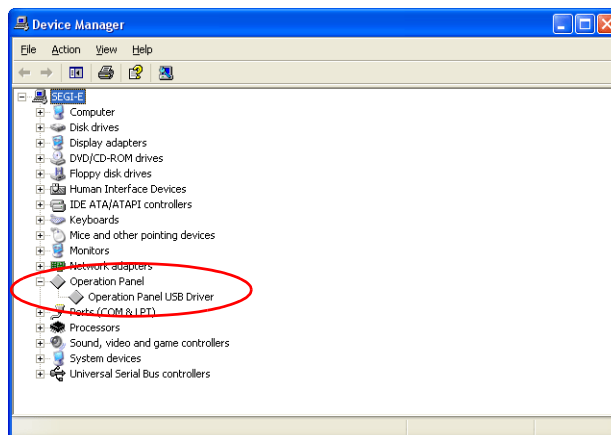 Device Manager
File Action View Help
SEGI-E
Computer
Disk drives
Display adapters
DVD/CD-ROM drives
Floppy disk drives
Human Interface Devices
IDE ATA/ATAPI controllers
Keyboards
Mice and other pointing devices
Monitors
Network adapters
Operation Panel
Operation Panel USB Driver
Ports (COM & LPT)
Processors
Sound, video and game controllers
System devices
Universal Serial Bus controllers